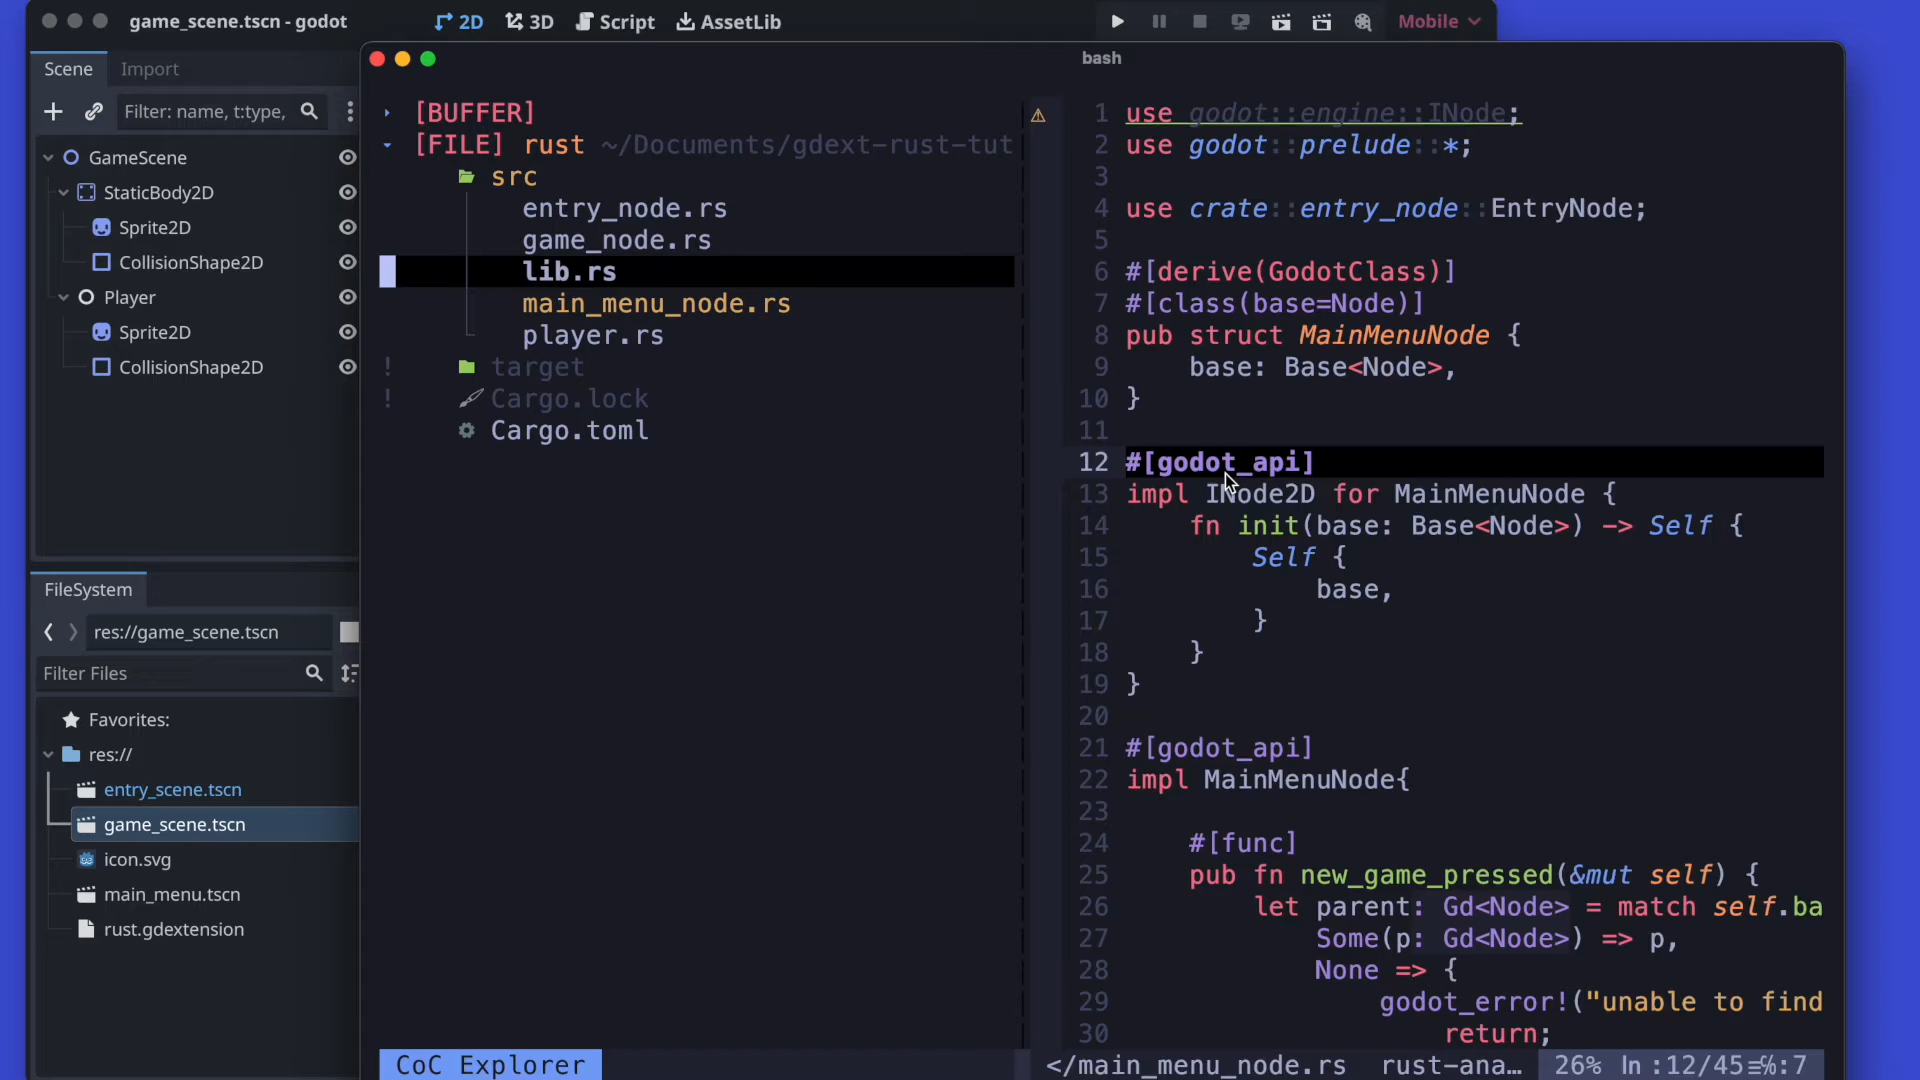 game_scene.tscn - godot
2D 3D Script AssetLib
Mobile
Scene Import
Filter: name, t:type,
GameScene
StaticBody2D
Sprite2D
CollisionShape2D
Player
Sprite2D
CollisionShape2D
FileSystem
res://game_scene.tscn
Filter Files
Favorites:
res://
entry_scene.tscn
game_scene.tscn
icon.svg
main_menu.tscn
rust.gdextension
bash
[BUFFER]
[FILE] rust ~/Documents/gdext-rust-tut
src
entry_node.rs
game_node.rs
lib.rs
main_menu_node.rs
player.rs
! target
! Cargo.lock
Cargo.toml
CoC Explorer
1 use godot::engine::INode;
2 use godot::prelude::*;
3
4 use crate::entry_node::EntryNode;
5
6 #[derive(GodotClass)]
7 #[class(base=Node)]
8 pub struct MainMenuNode {
9 base: Base<Node>,
10 }
11
12 #[godot_api]
13 impl INode2D for MainMenuNode {
14 fn init(base: Base<Node>) -> Self {
15 Self {
16 base,
17 }
18 }
19 }
20
21 #[godot_api]
22 impl MainMenuNode{
23
24 #[func]
25 pub fn new_game_pressed(&mut self) {
26 let parent: Gd<Node> = match self.ba
27 Some(p: Gd<Node>) => p,
28 None => {
29 godot_error!("unable to find
30 return;
</main_menu_node.rs rust-ana… 26% ln :12/45≡℅:7